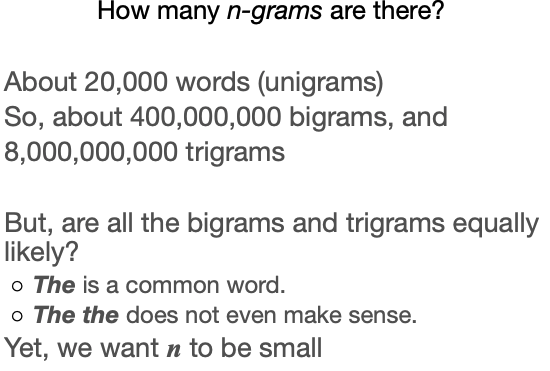 How many n-grams are there?
About 20,000 words (unigrams)
So, about 400,000,000 bigrams, and
8,000,000,000 trigrams
But, are all the bigrams and trigrams equally
likely?
○ The is a common word.
○ The the does not even make sense.
Yet, we want n to be small